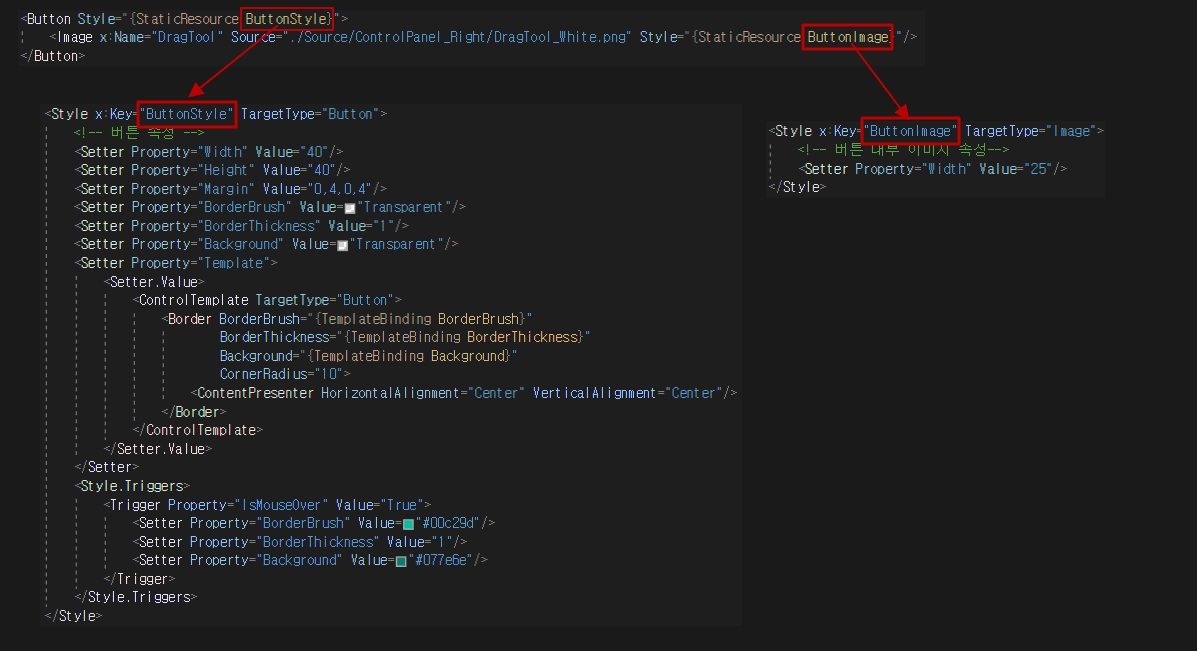 <Button Style="{StaticResource ButtonStyle}">
<Image x:Name="DragTool" Source="./Source/ControlPanel_Right/DragTool_White.png" Style="{StaticResource ButtonImage}"/>
</Button>
<Style x:Key="ButtonStyle" TargetType="Button">
<!-- 버튼 속성 -->
<Setter Property="Width" Value="40"/>
<Setter Property="Height" Value="40"/>
<Setter Property="Margin" Value="0,4,0,4"/>
<Setter Property="BorderBrush" Value="Transparent"/>
<Setter Property="BorderThickness" Value="1"/>
<Setter Property="Background" Value="Transparent"/>
<Setter Property="Template">
<Setter.Value>
<ControlTemplate TargetType="Button">
<Border BorderBrush="{TemplateBinding BorderBrush}"
BorderThickness="{TemplateBinding BorderThickness}"
Background="{TemplateBinding Background}"
CornerRadius="10">
<ContentPresenter HorizontalAlignment="Center" VerticalAlignment="Center"/>
</Border>
</ControlTemplate>
</Setter.Value>
</Setter>
<Style.Triggers>
<Trigger Property="IsMouseOver" Value="True">
<Setter Property="BorderBrush" Value="#00c29d"/>
<Setter Property="BorderThickness" Value="1"/>
<Setter Property="Background" Value="#077e6e"/>
</Trigger>
</Style.Triggers>
</Style>
<Style x:Key="ButtonImage" TargetType="Image">
<!-- 버튼 내부 이미지 속성-->
<Setter Property="Width" Value="25"/>
</Style>